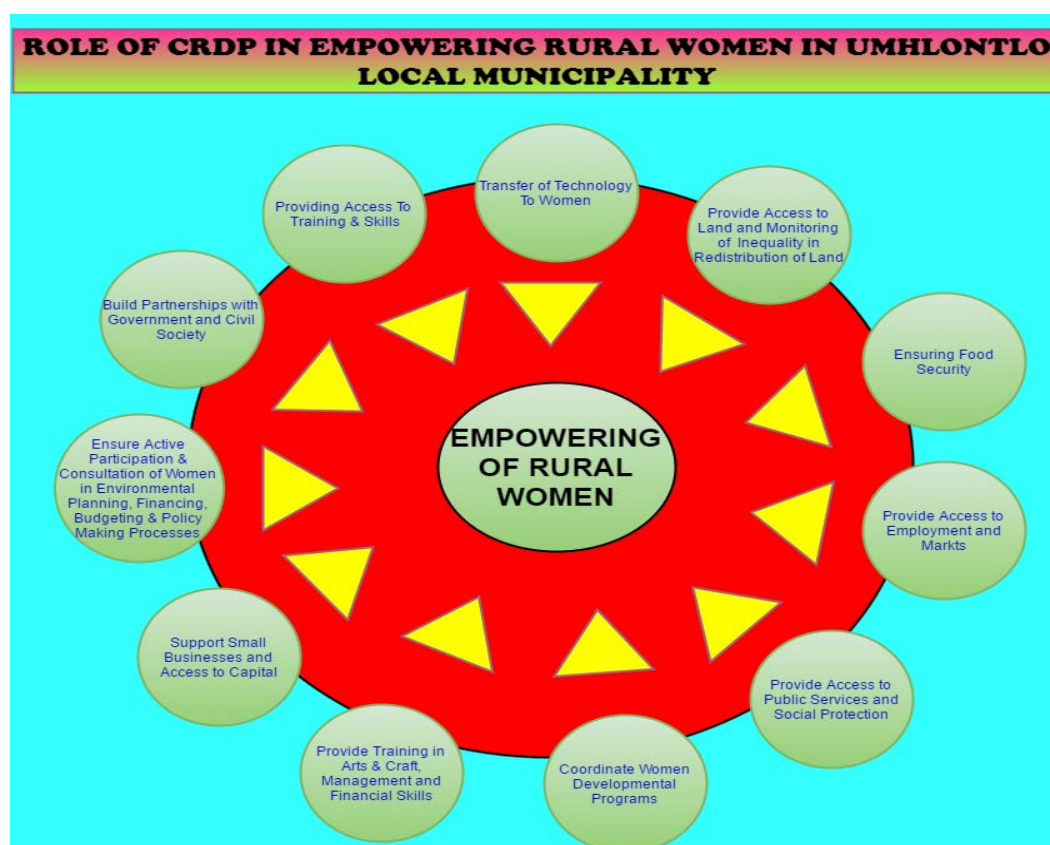 ROLE OF CRDP IN EMPOWERING RURAL WOMEN IN UMHLONTLO
LOCAL MUNICIPALITY
Transfer of Technology
To Women
Provide Access to
Land and Monitoring
of Inequality in
Redistribution of Land
Ensuring Food
Security
Provide Access to
Employment and
Markts
Provide Access to
Public Services and
Social Protection
Coordinate Women
Developmental
Programs
Provide Training in
Arts & Craft,
Management and
Financial Skills
Support Small
Businesses and
Access to Capital
Ensure Active
Participation &
Consultation of Women
in Environmental
Planning, Financing,
Budgeting & Policy
Making Processes
Build Partnerships with
Government and Civil
Society
Providing Access To
Training & Skills
EMPOWERING
OF RURAL
WOMEN